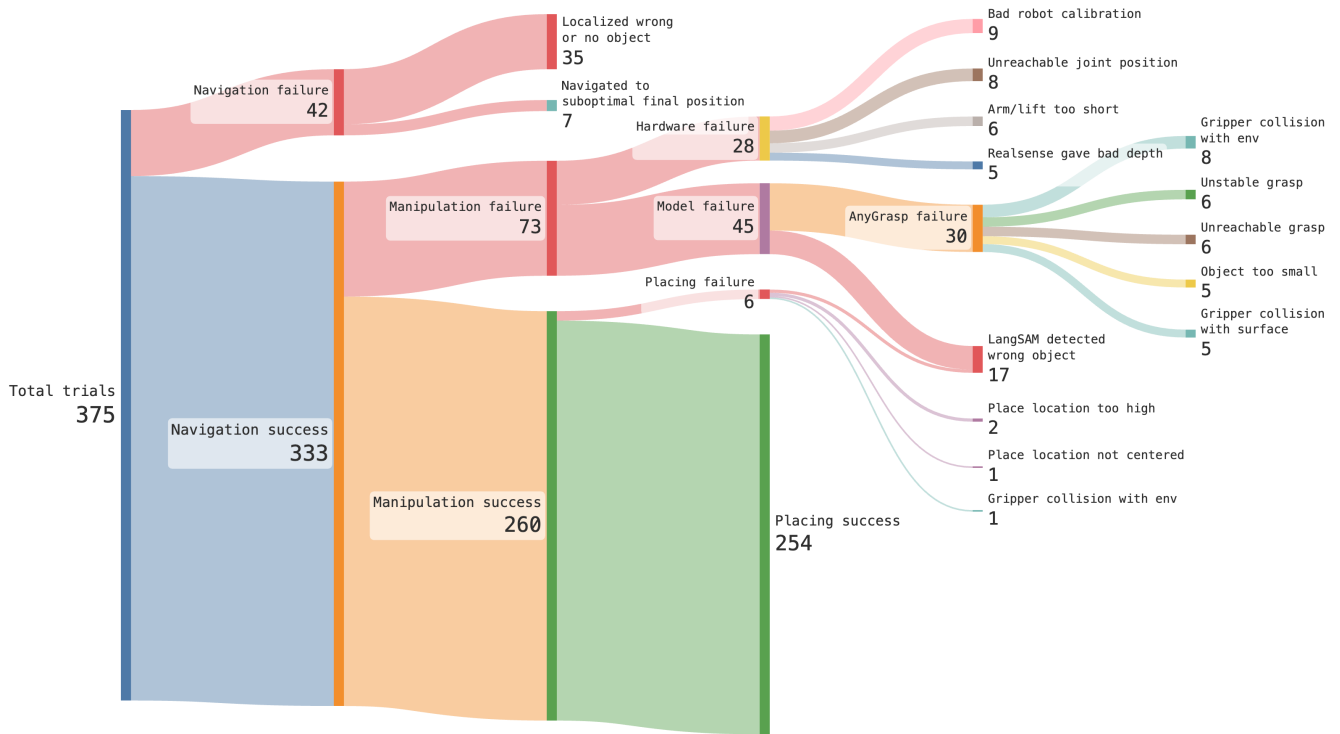 Total trials
375
Navigation failure
42
Navigation success
333
Localized wrong
or no object
35
Navigated to
suboptimal final position
7
Manipulation failure
73
Manipulation success
260
Hardware failure
28
Model failure
45
Placing failure
6
Placing success
254
Bad robot calibration
9
Unreachable joint position
8
Arm/lift too short
6
Realsense gave bad depth
5
AnyGrasp failure
30
LangSAM detected
wrong object
17
Place location too high
2
Place location not centered
1
Gripper collision with env
1
Gripper collision
with env
8
Unstable grasp
6
Unreachable grasp
6
Object too small
5
Gripper collision
with surface
5